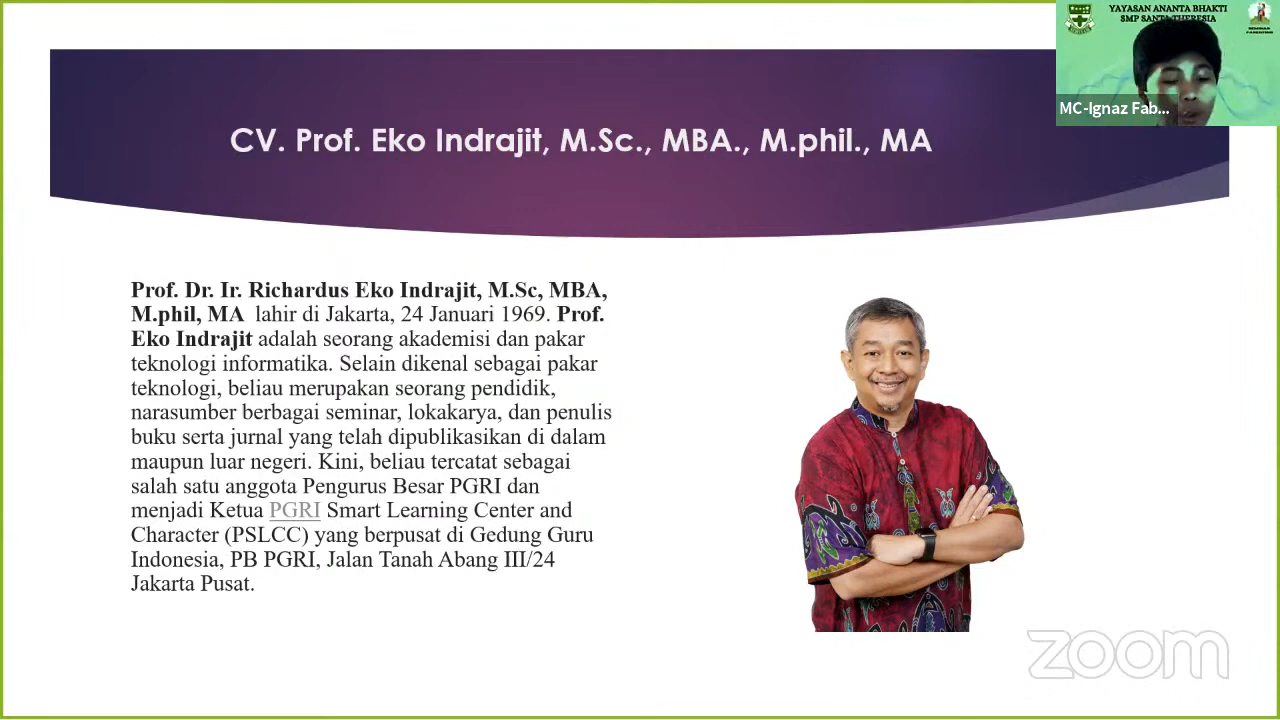 YAYASAN ANANTA BHAKTI
SMP SANTA THERESIA
MC-Ignaz Fab...
CV. Prof. Eko Indrajit, M.Sc., MBA., M.phil., MA
Prof. Dr. Ir. Richardus Eko Indrajit, M.Sc, MBA,
M.phil, MA lahir di Jakarta, 24 Januari 1969. Prof.
Eko Indrajit adalah seorang akademisi dan pakar
teknologi informatika. Selain dikenal sebagai pakar
teknologi, beliau merupakan seorang pendidik,
narasumber berbagai seminar, lokakarya, dan penulis
buku serta jurnal yang telah dipublikasikan di dalam
maupun luar negeri. Kini, beliau tercatat sebagai
salah satu anggota Pengurus Besar PGRI dan
menjadi Ketua PGRI Smart Learning Center and
Character (PSLCC) yang berpusat di Gedung Guru
Indonesia, PB PGRI, Jalan Tanah Abang III/24
Jakarta Pusat.
zoom